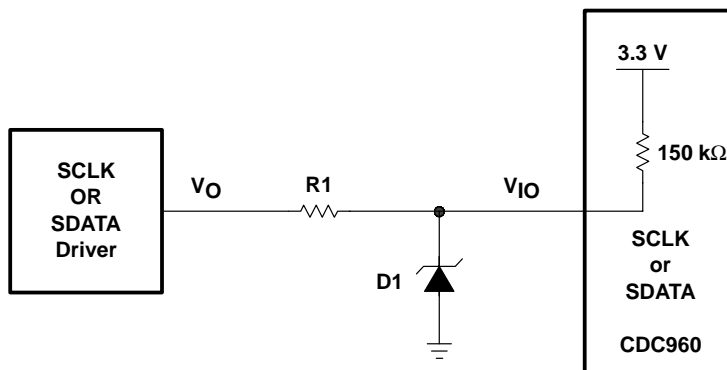 3.3 V
150 kΩ
SCLK
OR
SDATA
Driver
VO
R1
VIO
D1
SCLK
or
SDATA
CDC960